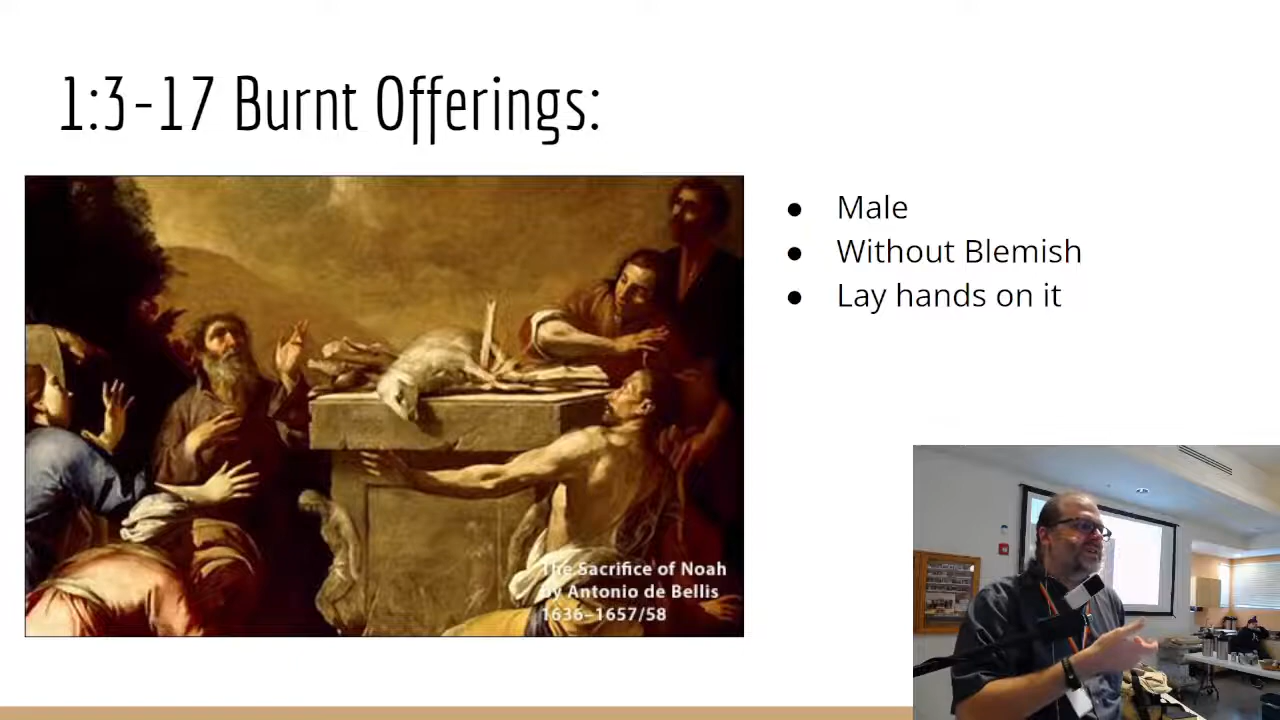 1:3-17 Burnt Offerings:
● Male
● Without Blemish
● Lay hands on it
The Sacrifice of Noah
by Antonio de Bellis
1636–1657/58